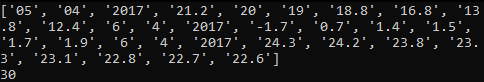 ['05', '04', '2017', '21.2', '20', '19', '18.8', '16.8', '13
.8', '12.4', '6', '4', '2017', '-1.7', '0.7', '1.4', '1.5',
'1.7', '1.9', '6', '4', '2017', '24.3', '24.2', '23.8', '23.
3', '23.1', '22.8', '22.7', '22.6']
30